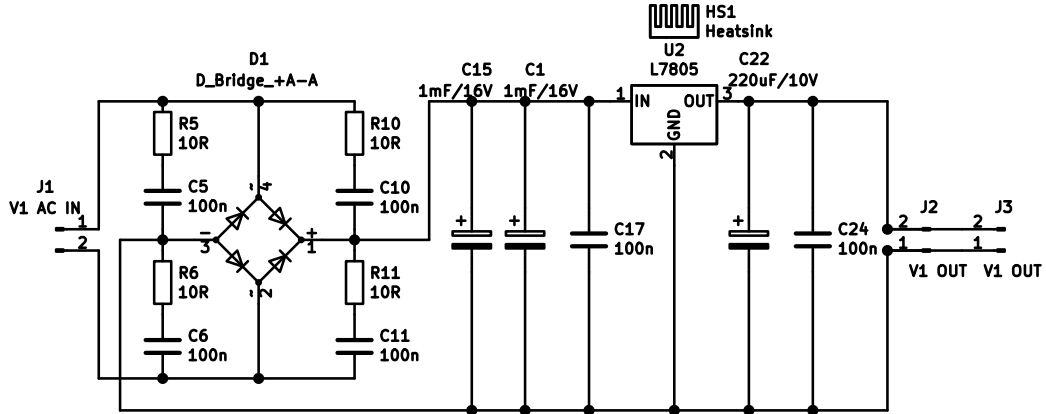 HS1
Heatsink
U2
L7805
D1
D_Bridge_+A-A
C15
1mF/16V
C1
1mF/16V
C22
220uF/10V
1
IN
OUT
3
GND
2
R5
10R
R10
10R
J1
V1 AC IN
1
2
C5
100n
~
4
C10
100n
-
3
+
1
+
+
C17
100n
+
C24
100n
2
J2
2
J3
1
1
V1 OUT
V1 OUT
R6
10R
~
2
R11
10R
C6
100n
C11
100n